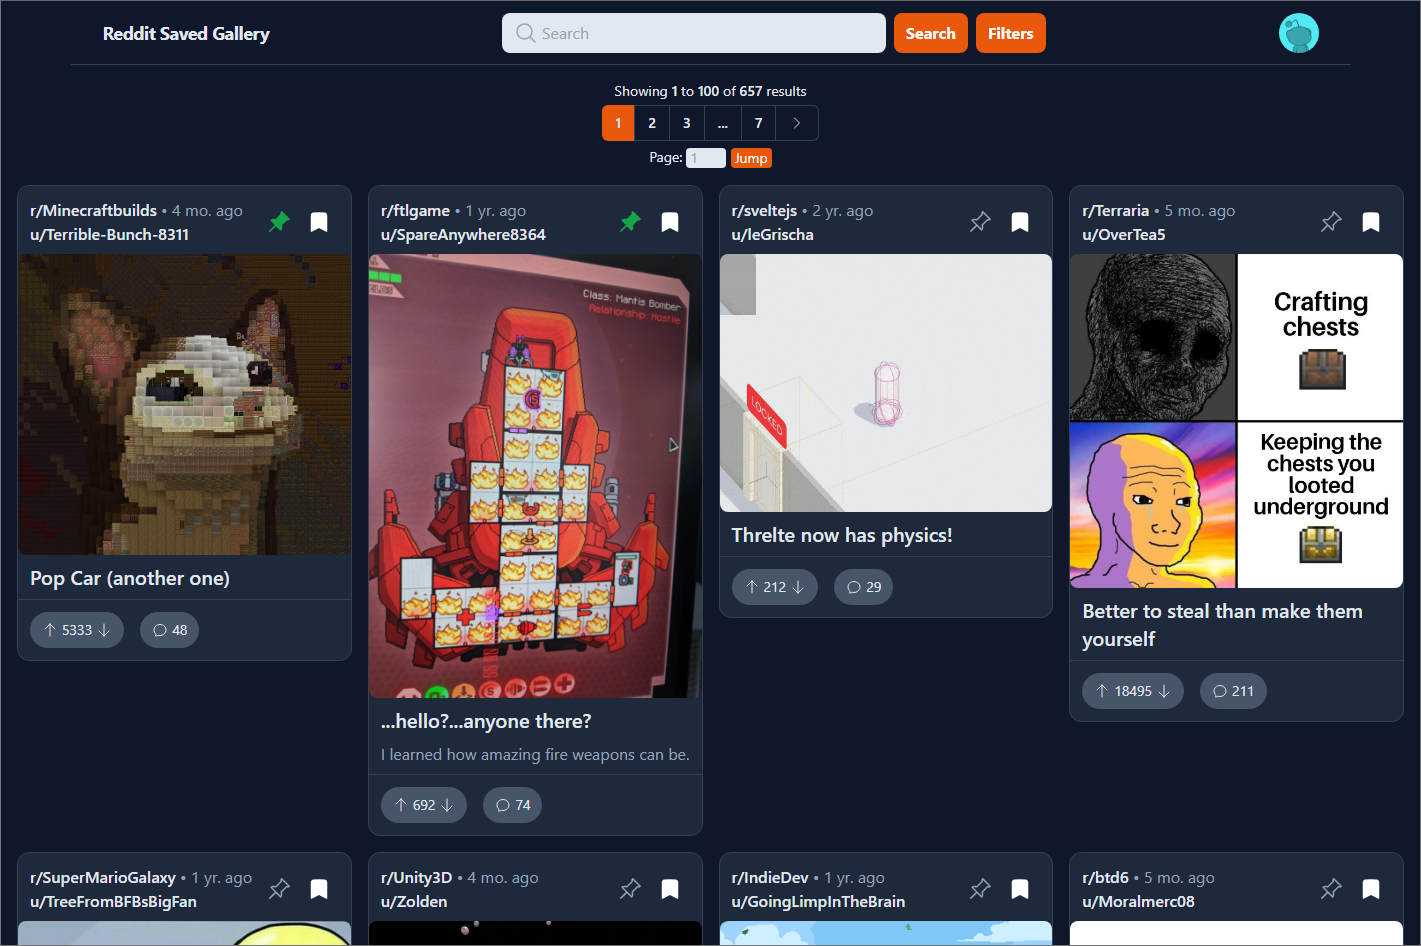 Reddit Saved Gallery
Search
Search
Filters
Showing 1 to 100 of 657 results
1 2 3 ... 7
Page: 1 Jump
r/Minecraftbuilds • 4 mo. ago
u/Terrible-Bunch-8311
Pop Car (another one)
5333 48
r/ftlgame • 1 yr. ago
u/SpareAnywhere8364
Class: Mantis Bomber
Relationship: Hostile
...hello?...anyone there?
I learned how amazing fire weapons can be.
692 74
r/sveltejs • 2 yr. ago
u/leGrischa
LOCKED
Threlte now has physics!
212 29
r/Terraria • 5 mo. ago
u/OverTea5
Crafting
chests
Keeping the
chests you
looted
underground
Better to steal than make them
yourself
18495 211
r/SuperMarioGalaxy • 1 yr. ago
u/TreeFromBFBsBigFan
r/Unity3D • 4 mo. ago
u/Zolden
r/IndieDev • 1 yr. ago
u/GoingLimpInTheBrain
r/btd6 • 5 mo. ago
u/Moralmerc08